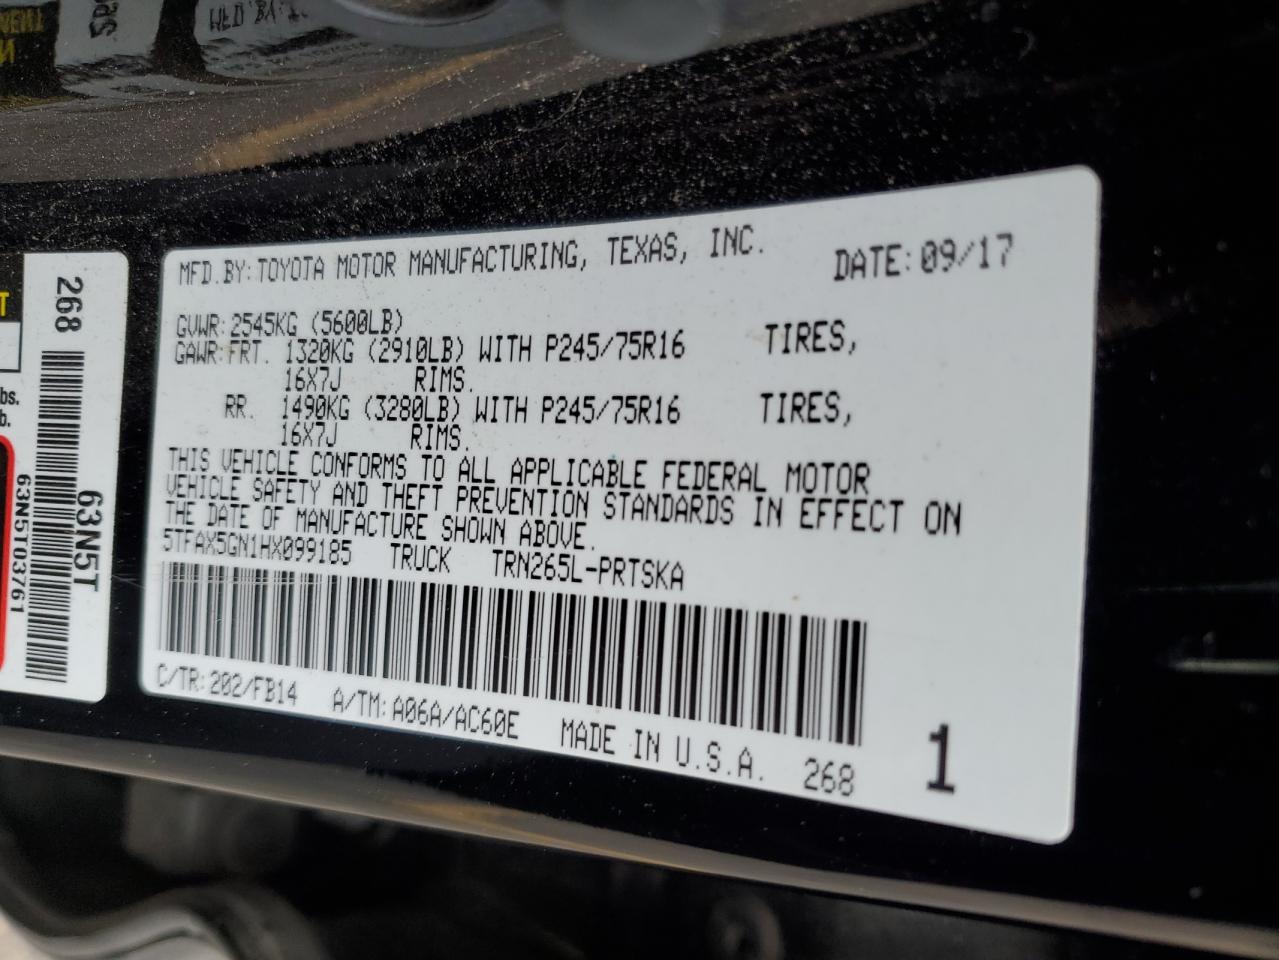 MFD.BY:TOYOTA MOTOR MANUFACTURING, TEXAS, INC. DATE:09/17
GVWR:2545KG (5600LB)
GAWR:FRT. 1320KG (2910LB) WITH P245/75R16 TIRES,
16X7J RIMS.
RR. 1490KG (3280LB) WITH P245/75R16 TIRES,
16X7J RIMS.
THIS VEHICLE CONFORMS TO ALL APPLICABLE FEDERAL MOTOR
VEHICLE SAFETY AND THEFT PREVENTION STANDARDS IN EFFECT ON
THE DATE OF MANUFACTURE SHOWN ABOVE.
5TFAX5GN1HX099185 TRUCK TRN265L-PRTSKA
C/TR:202/FB14 A/TM:A06A/AC60E MADE IN U.S.A. 268 1
268
63N5T
63N5T03761
bs.
b.